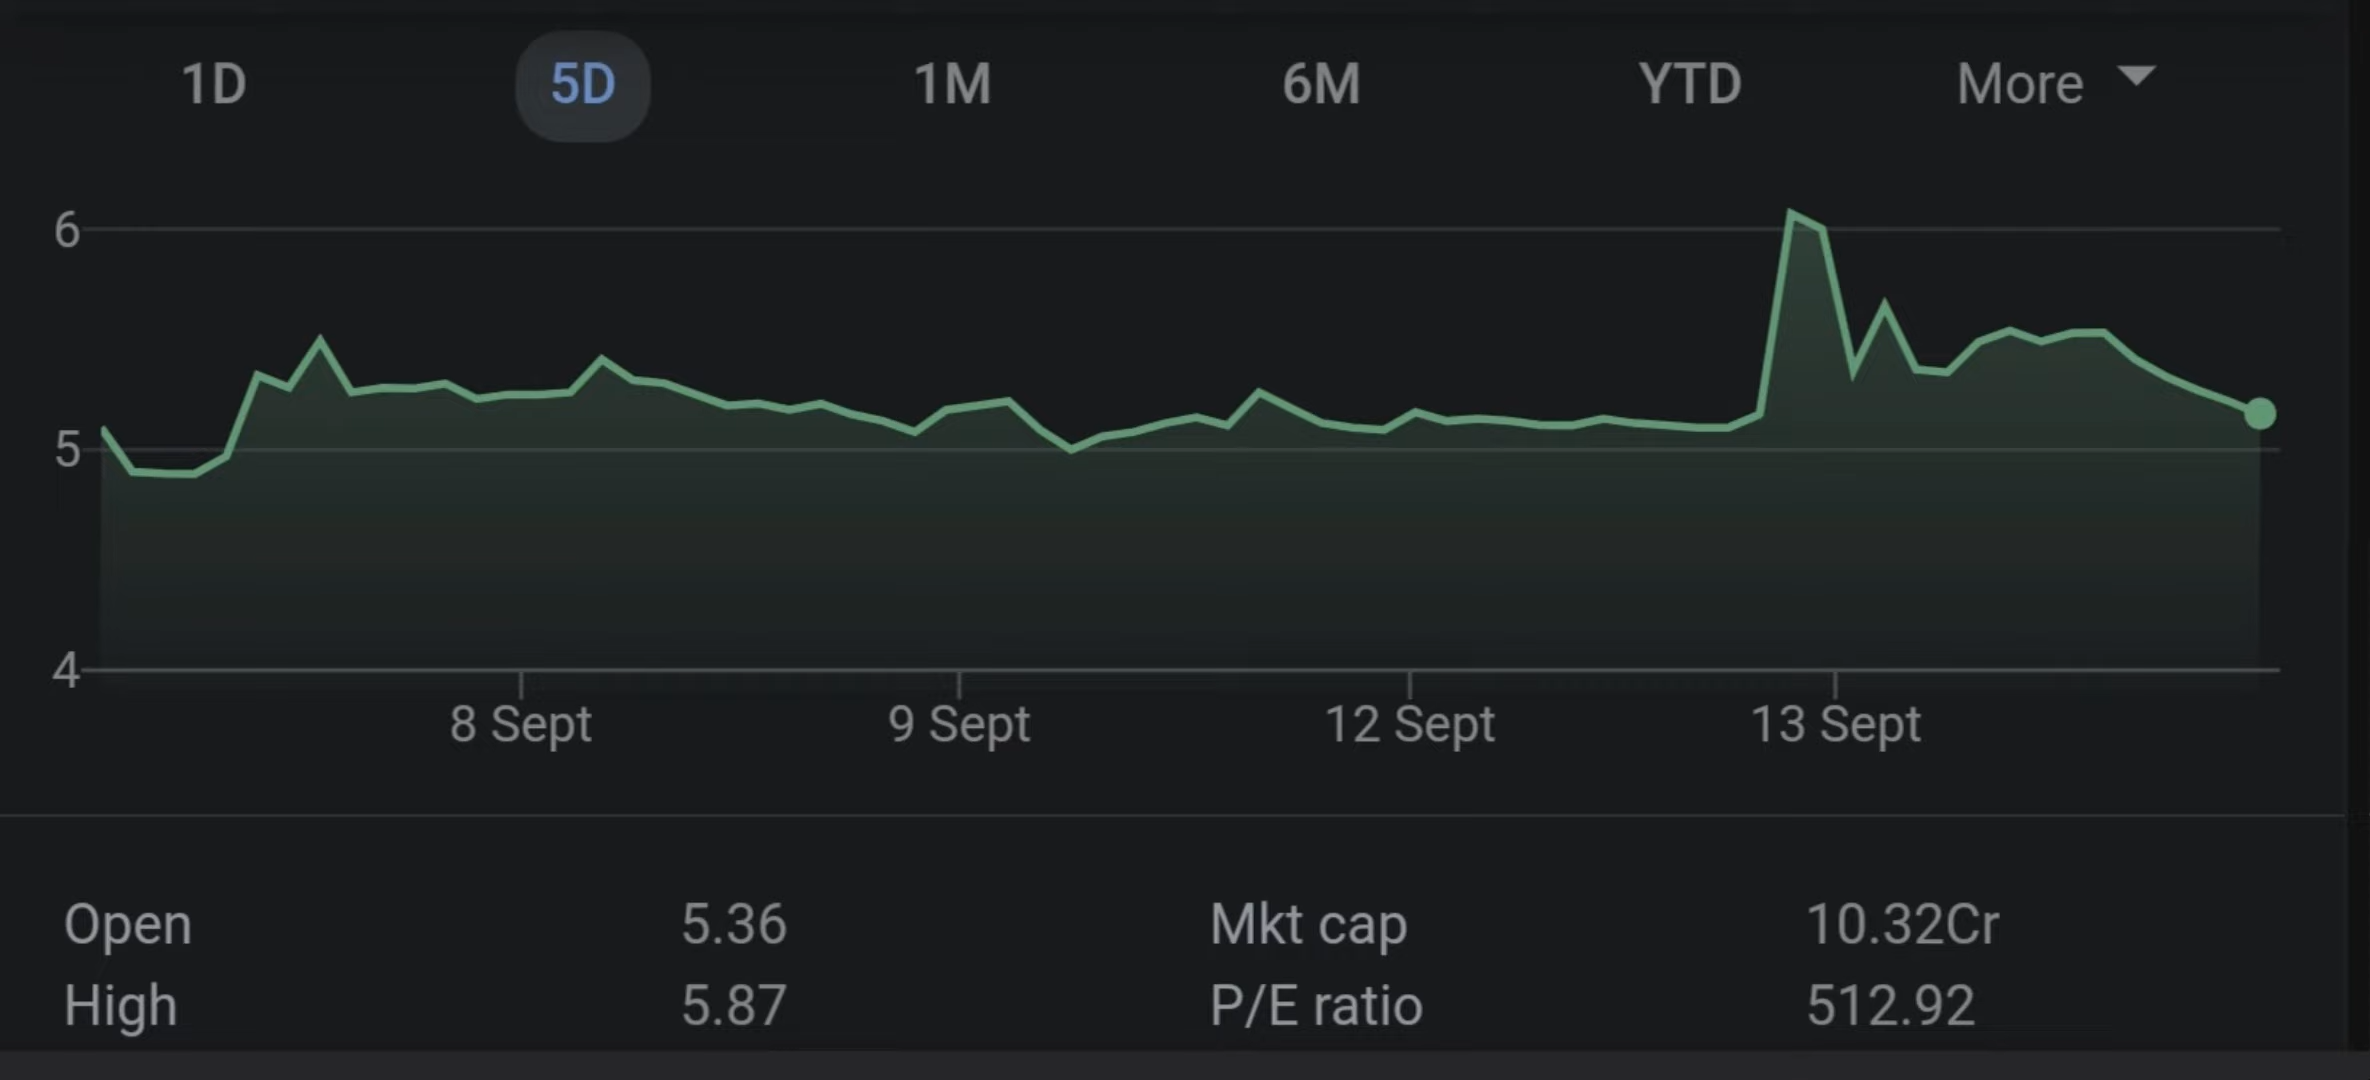 1D 5D 1M 6M YTD More
6
5
4
8 Sept 9 Sept 12 Sept 13 Sept
Open 5.36 Mkt cap 10.32Cr
High 5.87 P/E ratio 512.92